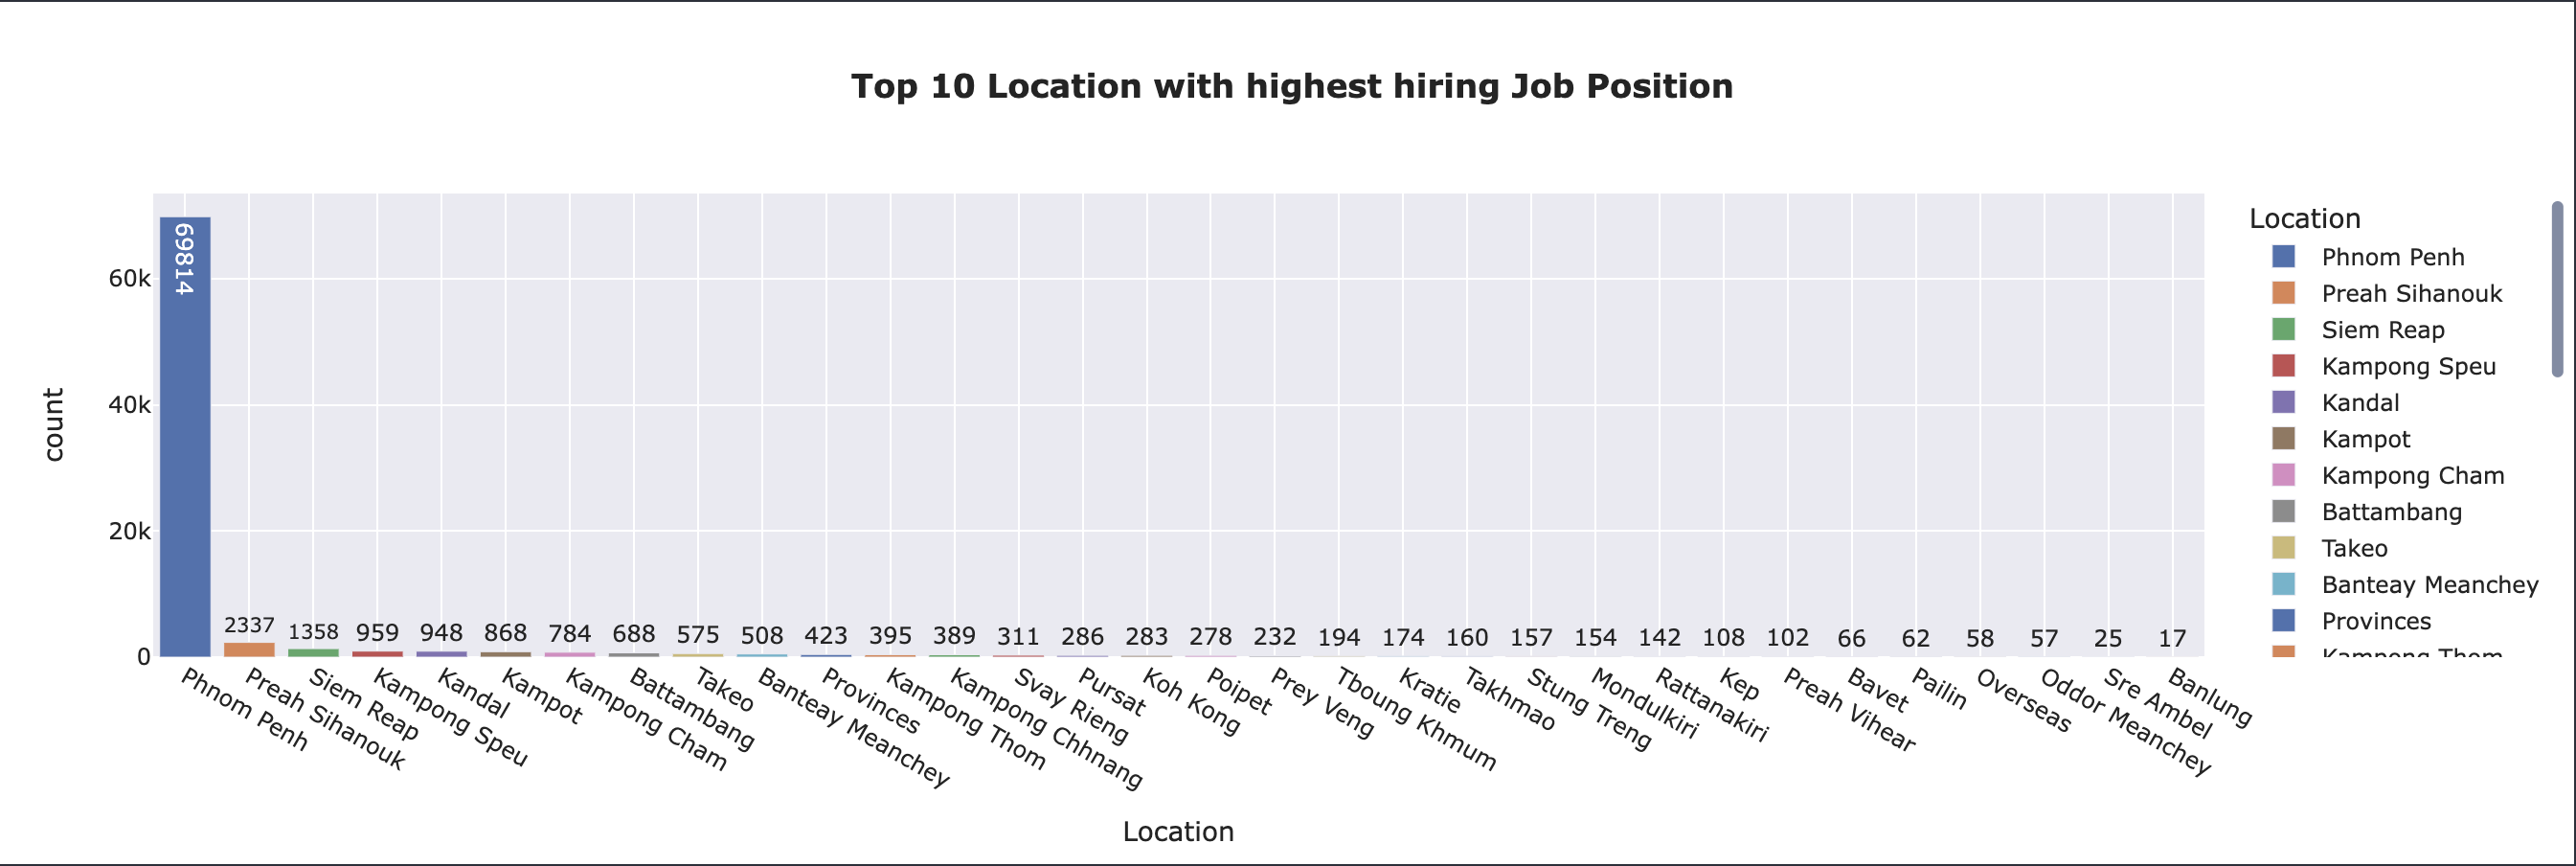 Top 10 Location with highest hiring Job Position
count
60k
40k
20k
0
69814
2337
1358
959
948
868
784
688
575
508
423
395
389
311
286
283
278
232
194
174
160
157
154
142
108
102
66
62
58
57
25
17
Phnom Penh
Preah Sihanouk
Siem Reap
Kampong Speu
Kandal
Kampot
Kampong Cham
Battambang
Takeo
Banteay Meanchey
Provinces
Kampong Thom
Kampong Chhnang
Svay Rieng
Pursat
Koh Kong
Poipet
Prey Veng
Tboung Khmum
Kratie
Takhmao
Stung Treng
Mondulkiri
Rattanakiri
Kep
Preah Vihear
Bavet
Pailin
Overseas
Oddor Meanchey
Sre Ambel
Banlung
Location
Location
Phnom Penh
Preah Sihanouk
Siem Reap
Kampong Speu
Kandal
Kampot
Kampong Cham
Battambang
Takeo
Banteay Meanchey
Provinces
Kampong Thom